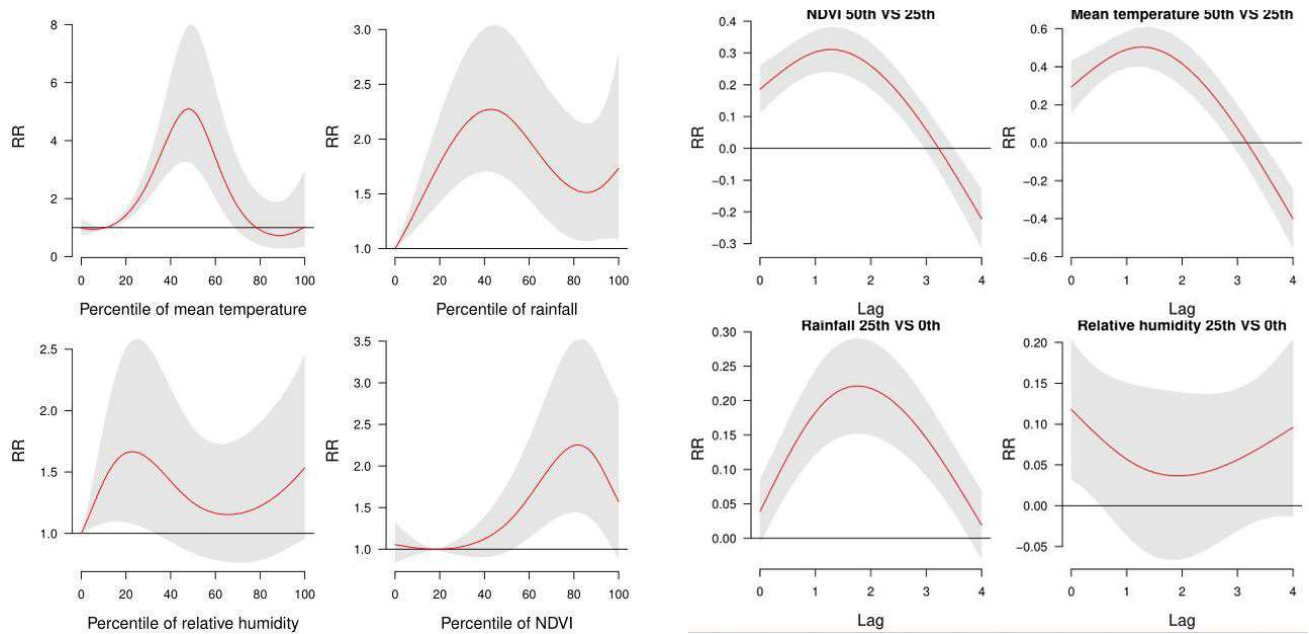 8
6
4
2
0
RR
0 20 40 60 80 100
Percentile of mean temperature
3.0
2.5
2.0
1.5
1.0
RR
0 20 40 60 80 100
Percentile of rainfall
2.5
2.0
1.5
1.0
RR
0 20 40 60 80 100
Percentile of relative humidity
3.5
3.0
2.5
2.0
1.5
1.0
RR
0 20 40 60 80 100
Percentile of NDVI
NDVI 50th VS 25th
0.4
0.3
0.2
0.1
0.0
−0.1
−0.2
−0.3
RR
0 1 2 3 4
Lag
Mean temperature 50th VS 25th
0.6
0.4
0.2
0.0
−0.2
−0.4
−0.6
RR
0 1 2 3 4
Lag
Rainfall 25th VS 0th
0.30
0.25
0.20
0.15
0.10
0.05
0.00
RR
0 1 2 3 4
Lag
Relative humidity 25th VS 0th
0.20
0.15
0.10
0.05
0.00
−0.05
RR
0 1 2 3 4
Lag